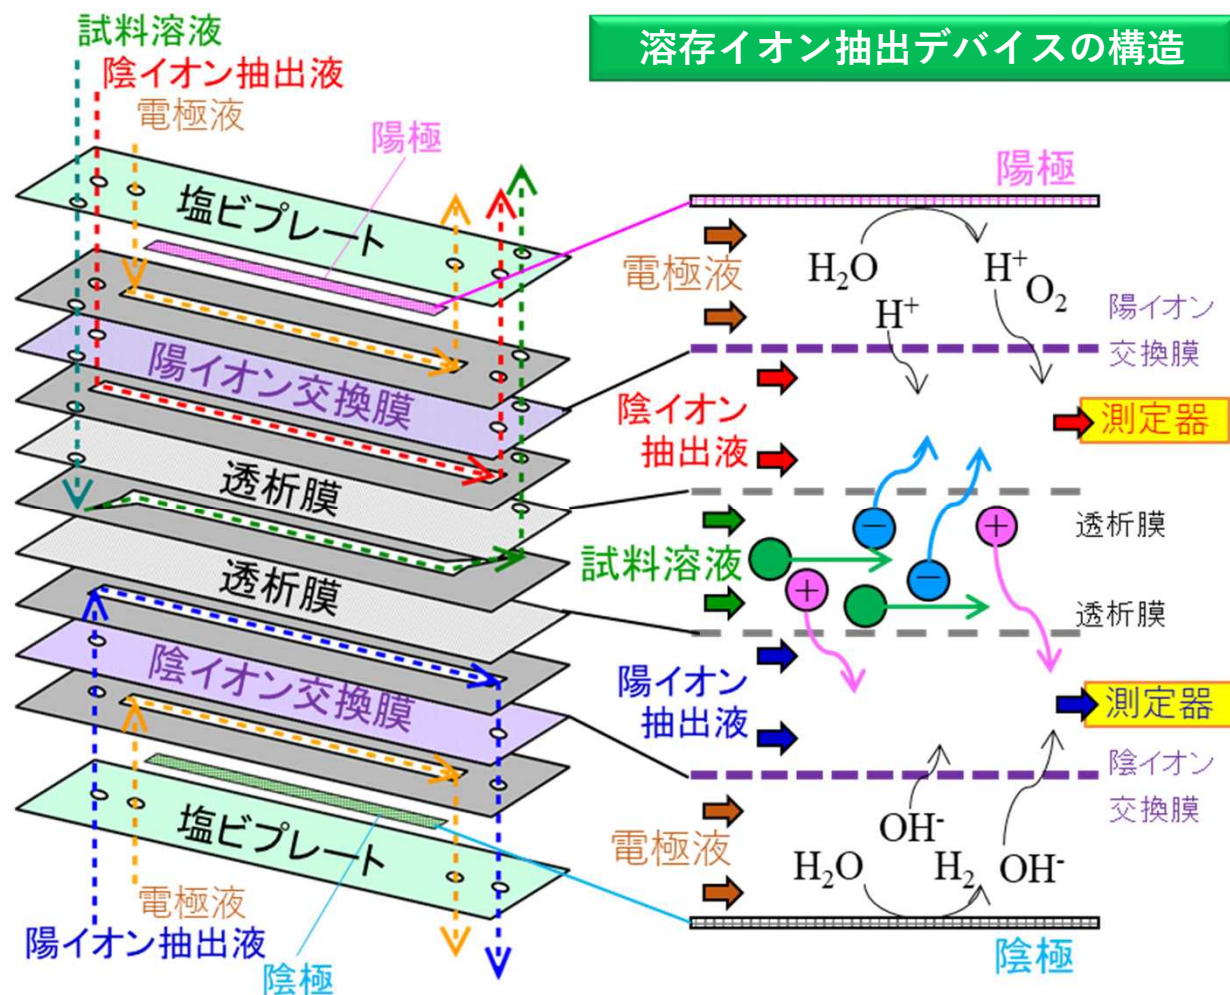 溶存イオン抽出デバイスの構造
試料溶液
陰イオン抽出液
電極液
陽極
塩ビプレート
陽イオン交換膜
透析膜
透析膜
陰イオン交換膜
塩ビプレート
電極液
陽イオン抽出液
陰極
陽極
電極液
H₂O
H⁺
O₂
H⁺
陽イオン
交換膜
陰イオン
抽出液
測定器
透析膜
試料溶液
−
+
−
+
透析膜
陽イオン
抽出液
測定器
陰イオン
交換膜
電極液
OH⁻
H₂O
H₂
OH⁻
陰極